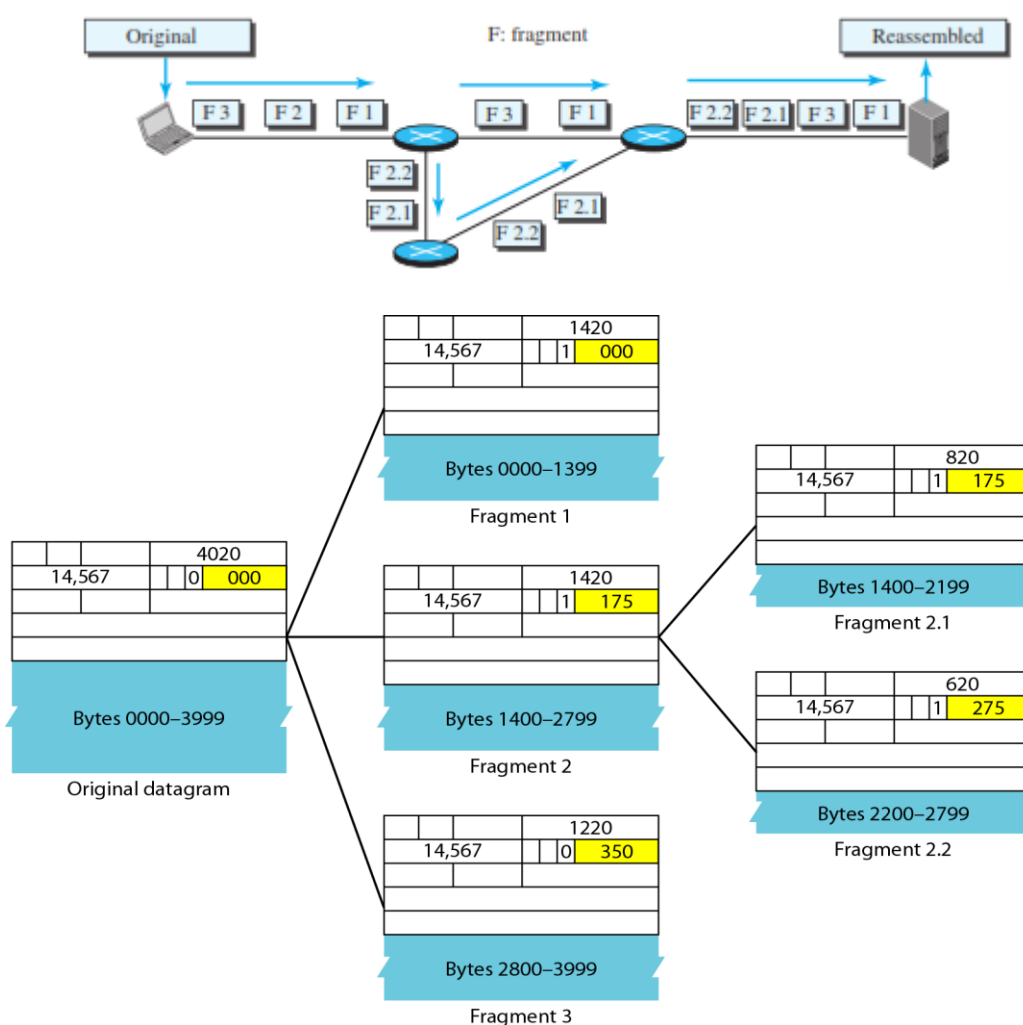 Original
F: fragment
Reassembled
F 3
F 2
F 1
F 3
F 1
F 2.2
F 2.1
F 3
F 1
F 2.2
F 2.1
F 2.1
F 2.2
1420
14,567 1 000
Bytes 0000–1399
Fragment 1
4020
14,567 0 000
Bytes 0000–3999
Original datagram
1420
14,567 1 175
Bytes 1400–2799
Fragment 2
1220
14,567 0 350
Bytes 2800–3999
Fragment 3
820
14,567 1 175
Bytes 1400–2199
Fragment 2.1
620
14,567 1 275
Bytes 2200–2799
Fragment 2.2